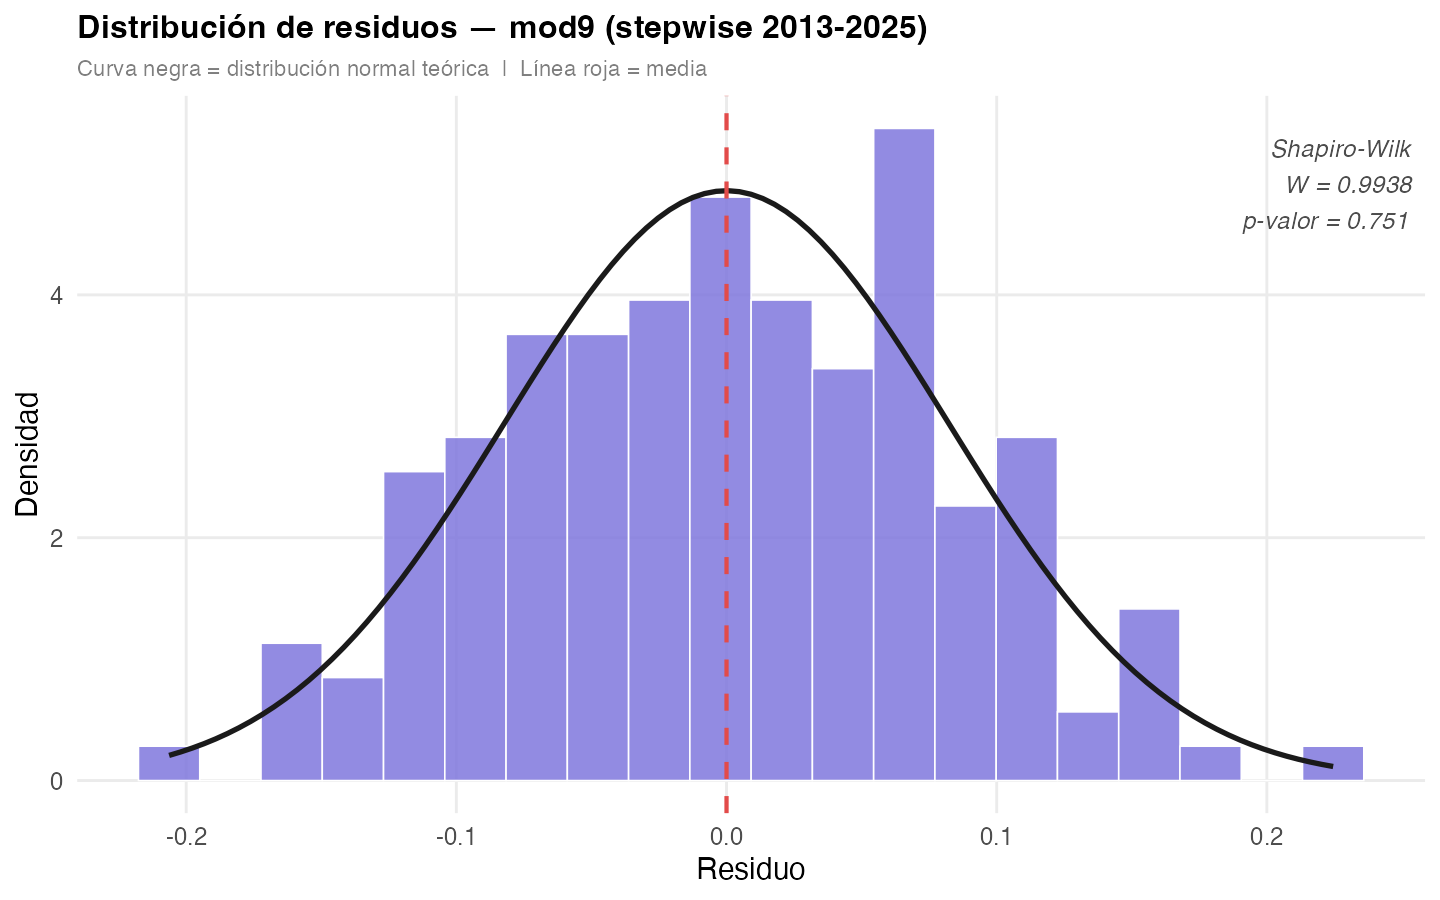 Distribución de residuos — mod9 (stepwise 2013-2025)
Curva negra = distribución normal teórica | Línea roja = media
Shapiro-Wilk
W = 0.9938
p-valor = 0.751
Densidad
4
2
0
-0.2
-0.1
0.0
0.1
0.2
Residuo